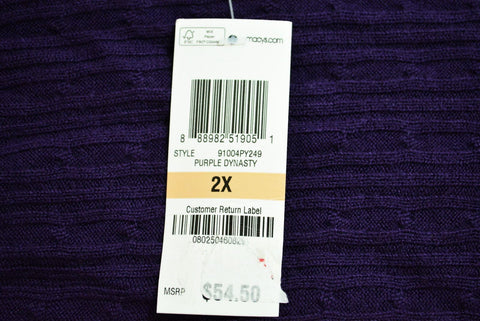 macys.com
8 88982 51905 1
STYLE 91004PY249
PURPLE DYNASTY
2X
Customer Return Label
MSRP $54.50